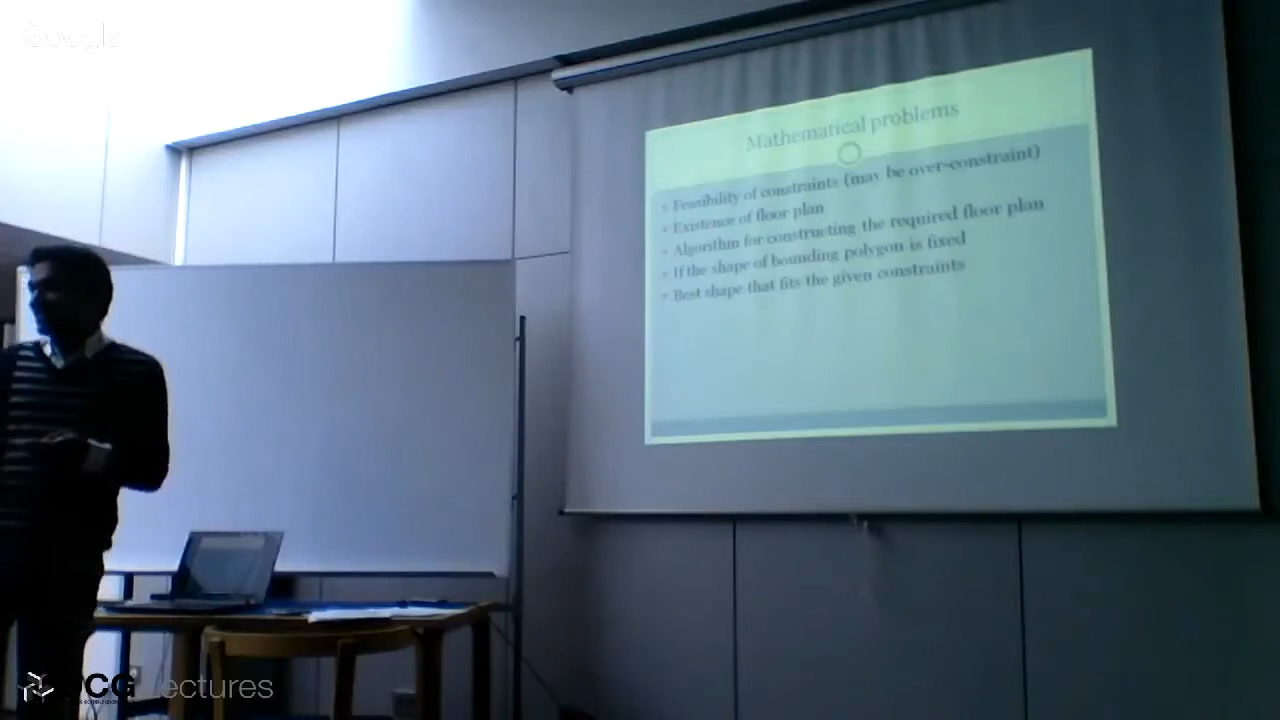 Google
Mathematical problems
Feasibility of constraints (may be over-constraint)
Existence of floor plan
Algorithm for constructing the required floor plan
If the shape of bounding polygon is fixed
Best shape that fits the given constraints
CG Lectures